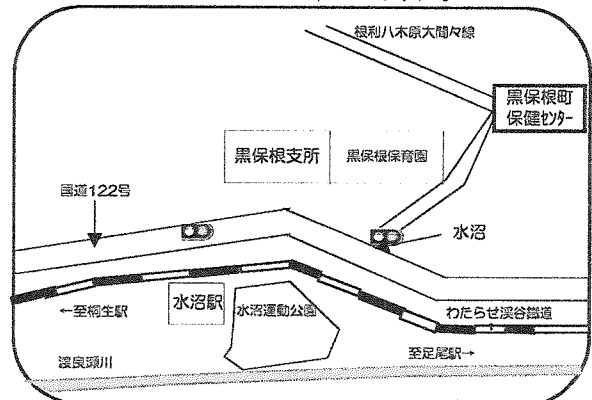 根利八木原大間々線
黒保根町
保健センター
黒保根支所
黒保根保育園
国道122号
水沼
水沼駅
水沼運動公園
わたらせ渓谷鐵道
←至桐生駅
至足尾駅→
渡良瀬川